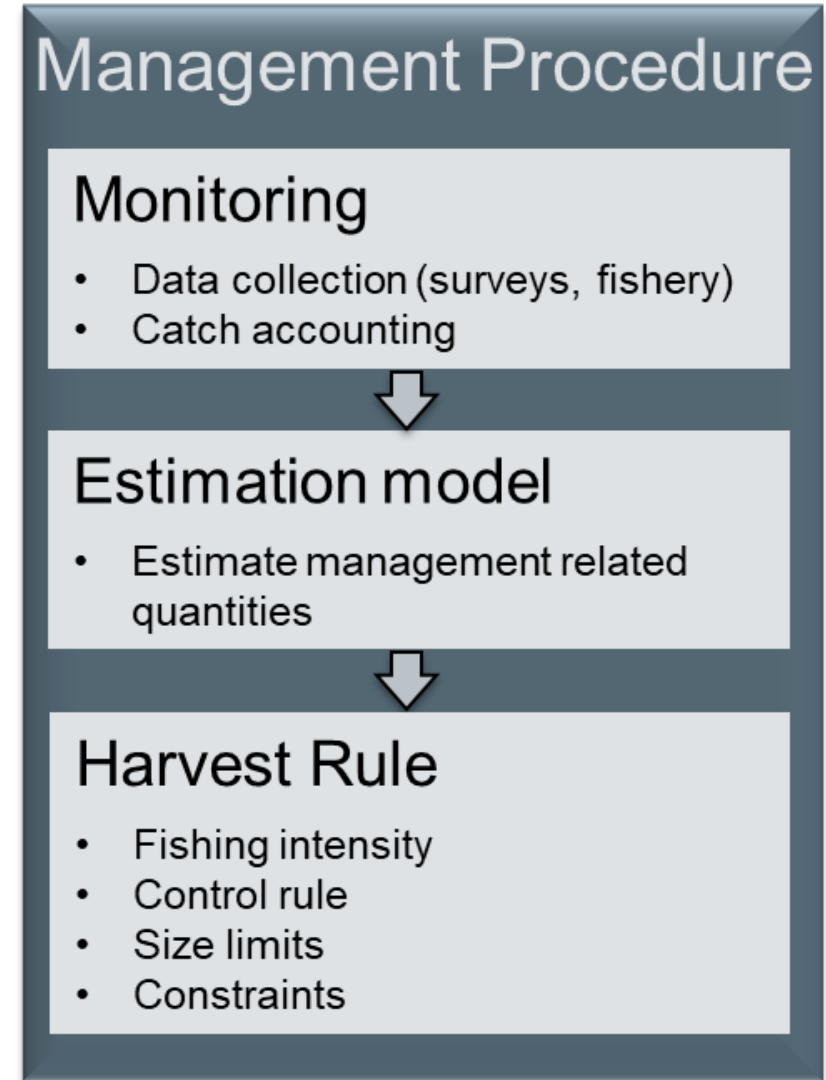 Management Procedure
Monitoring
• Data collection (surveys, fishery)
• Catch accounting
Estimation model
• Estimate management related
quantities
Harvest Rule
• Fishing intensity
• Control rule
• Size limits
• Constraints